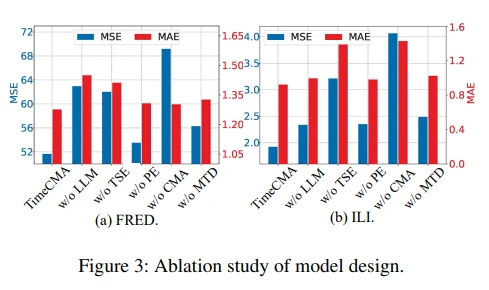 MSE MAE
MSE
72
68
64
60
56
52
1.65
1.50
1.35
1.20
1.05
TimeCMA
w/o LLM
w/o TSE
w/o PE
w/o CMA
w/o MTD
(a) FRED.
MSE MAE
4.0
3.5
3.0
2.5
2.0
1.6
1.2
0.8
0.4
0.0
MAE
TimeCMA
w/o LLM
w/o TSE
w/o PE
w/o CMA
w/o MTD
(b) ILI.
Figure 3: Ablation study of model design.